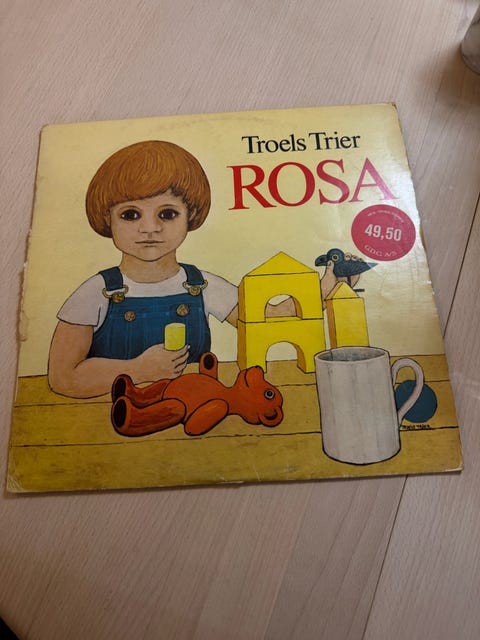 Troels Trier
ROSA
49,50
G.D.C. A/S